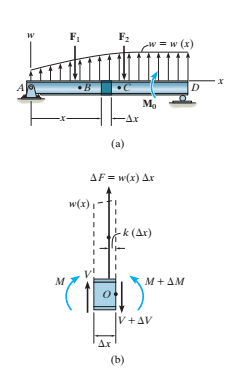 w
F₁ F₂
w = w (x)
A B C D x
M₀
x Δx
(a)
ΔF = w(x) Δx
w(x)
k (Δx)
V
M M + ΔM
O
V + ΔV
Δx
(b)